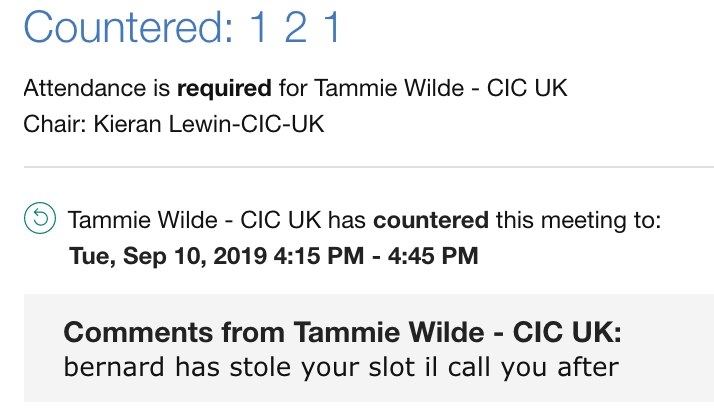 Countered: 1 2 1
Attendance is required for Tammie Wilde - CIC UK
Chair: Kieran Lewin-CIC-UK
Tammie Wilde - CIC UK has countered this meeting to:
Tue, Sep 10, 2019 4:15 PM - 4:45 PM
Comments from Tammie Wilde - CIC UK:
bernard has stole your slot il call you after